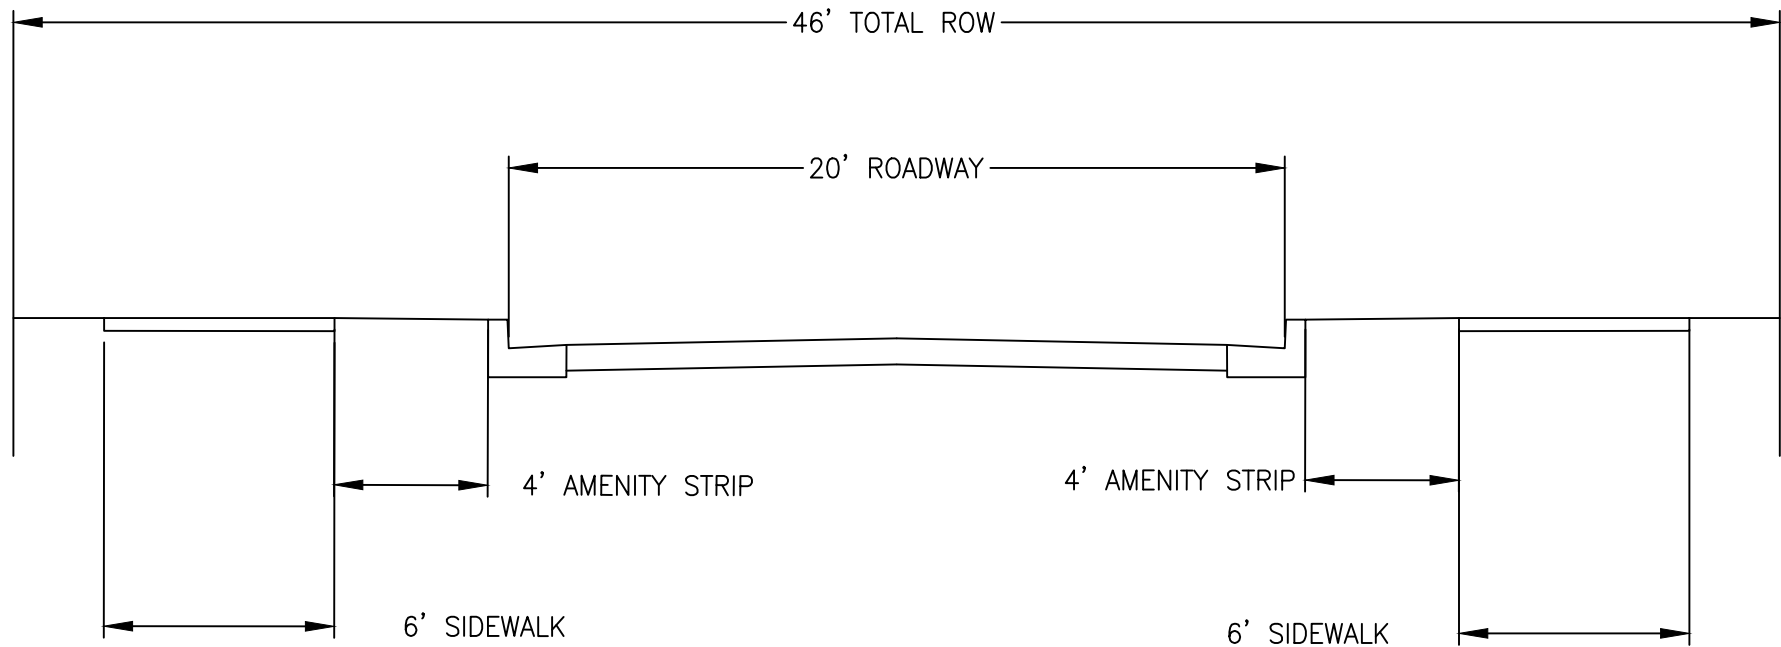 46' TOTAL ROW
20' ROADWAY
4' AMENITY STRIP
4' AMENITY STRIP
6' SIDEWALK
6' SIDEWALK